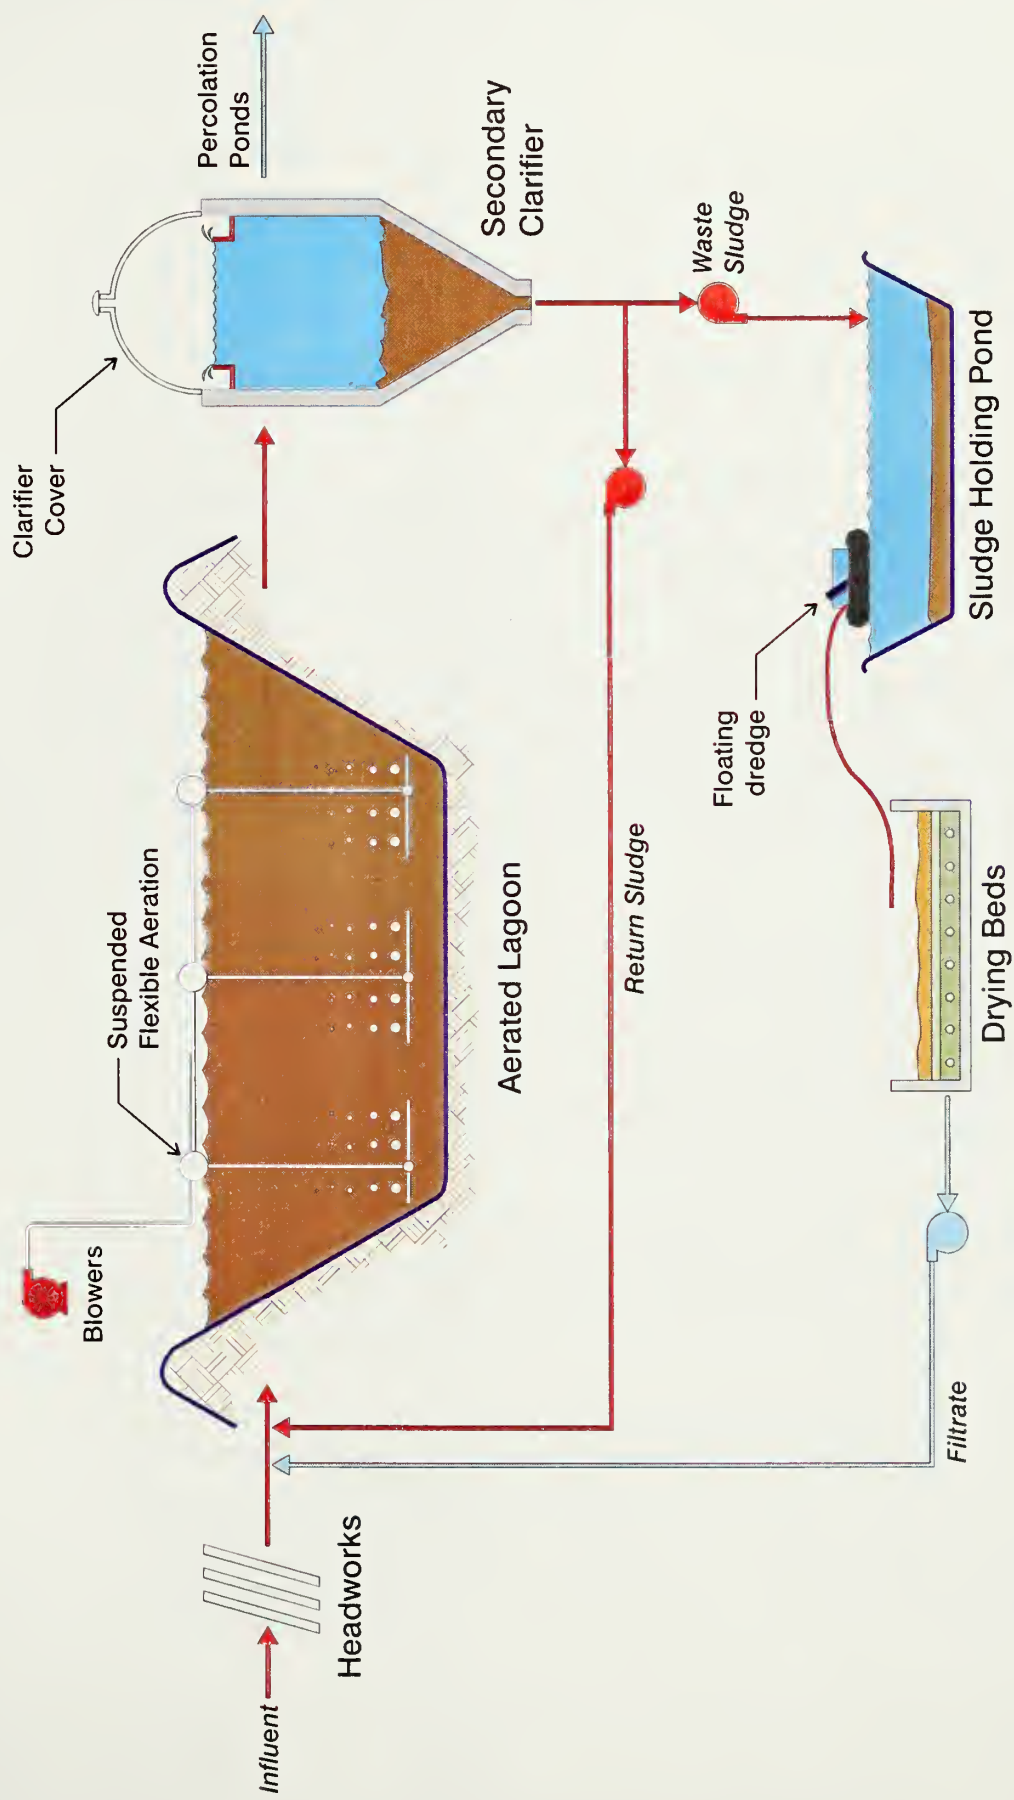 Clarifier
Cover
Percolation
Ponds
Blowers
Suspended
Flexible Aeration
Secondary
Clarifier
Aerated Lagoon
Influent
Headworks
Return Sludge
Waste
Sludge
Floating
dredge
Sludge Holding Pond
Drying Beds
Filtrate